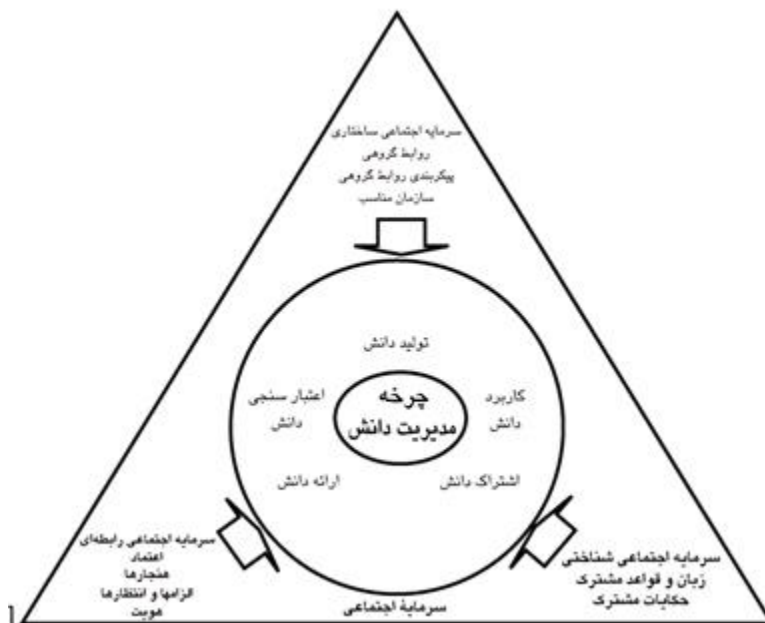 سرمایه اجتماعی ساختاری
روابط گروهی
پیکربندی روابط گروهی
سازمان مناسب
تولید دانش
کاربرد
دانش
اعتبار سنجی
دانش
چرخه
مدیریت دانش
اشتراک دانش
ارائه دانش
سرمایه اجتماعی شناختی
زبان و قواعد مشترک
حکایات مشترک
سرمایه اجتماعی رابطه‌ای
اعتماد
هنجارها
الزامها و انتظارها
هویت
سرمایهٔ اجتماعی